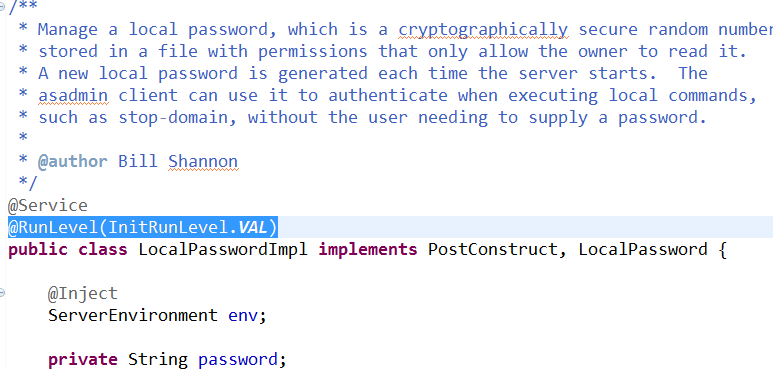 /**
* Manage a local password, which is a cryptographically secure random number
* stored in a file with permissions that only allow the owner to read it.
* A new local password is generated each time the server starts.  The
* asadmin client can use it to authenticate when executing local commands,
* such as stop-domain, without the user needing to supply a password.
*
* @author Bill Shannon
*/
@Service
@RunLevel(InitRunLevel.VAL)
public class LocalPasswordImpl implements PostConstruct, LocalPassword {
@Inject
ServerEnvironment env;
private String password;